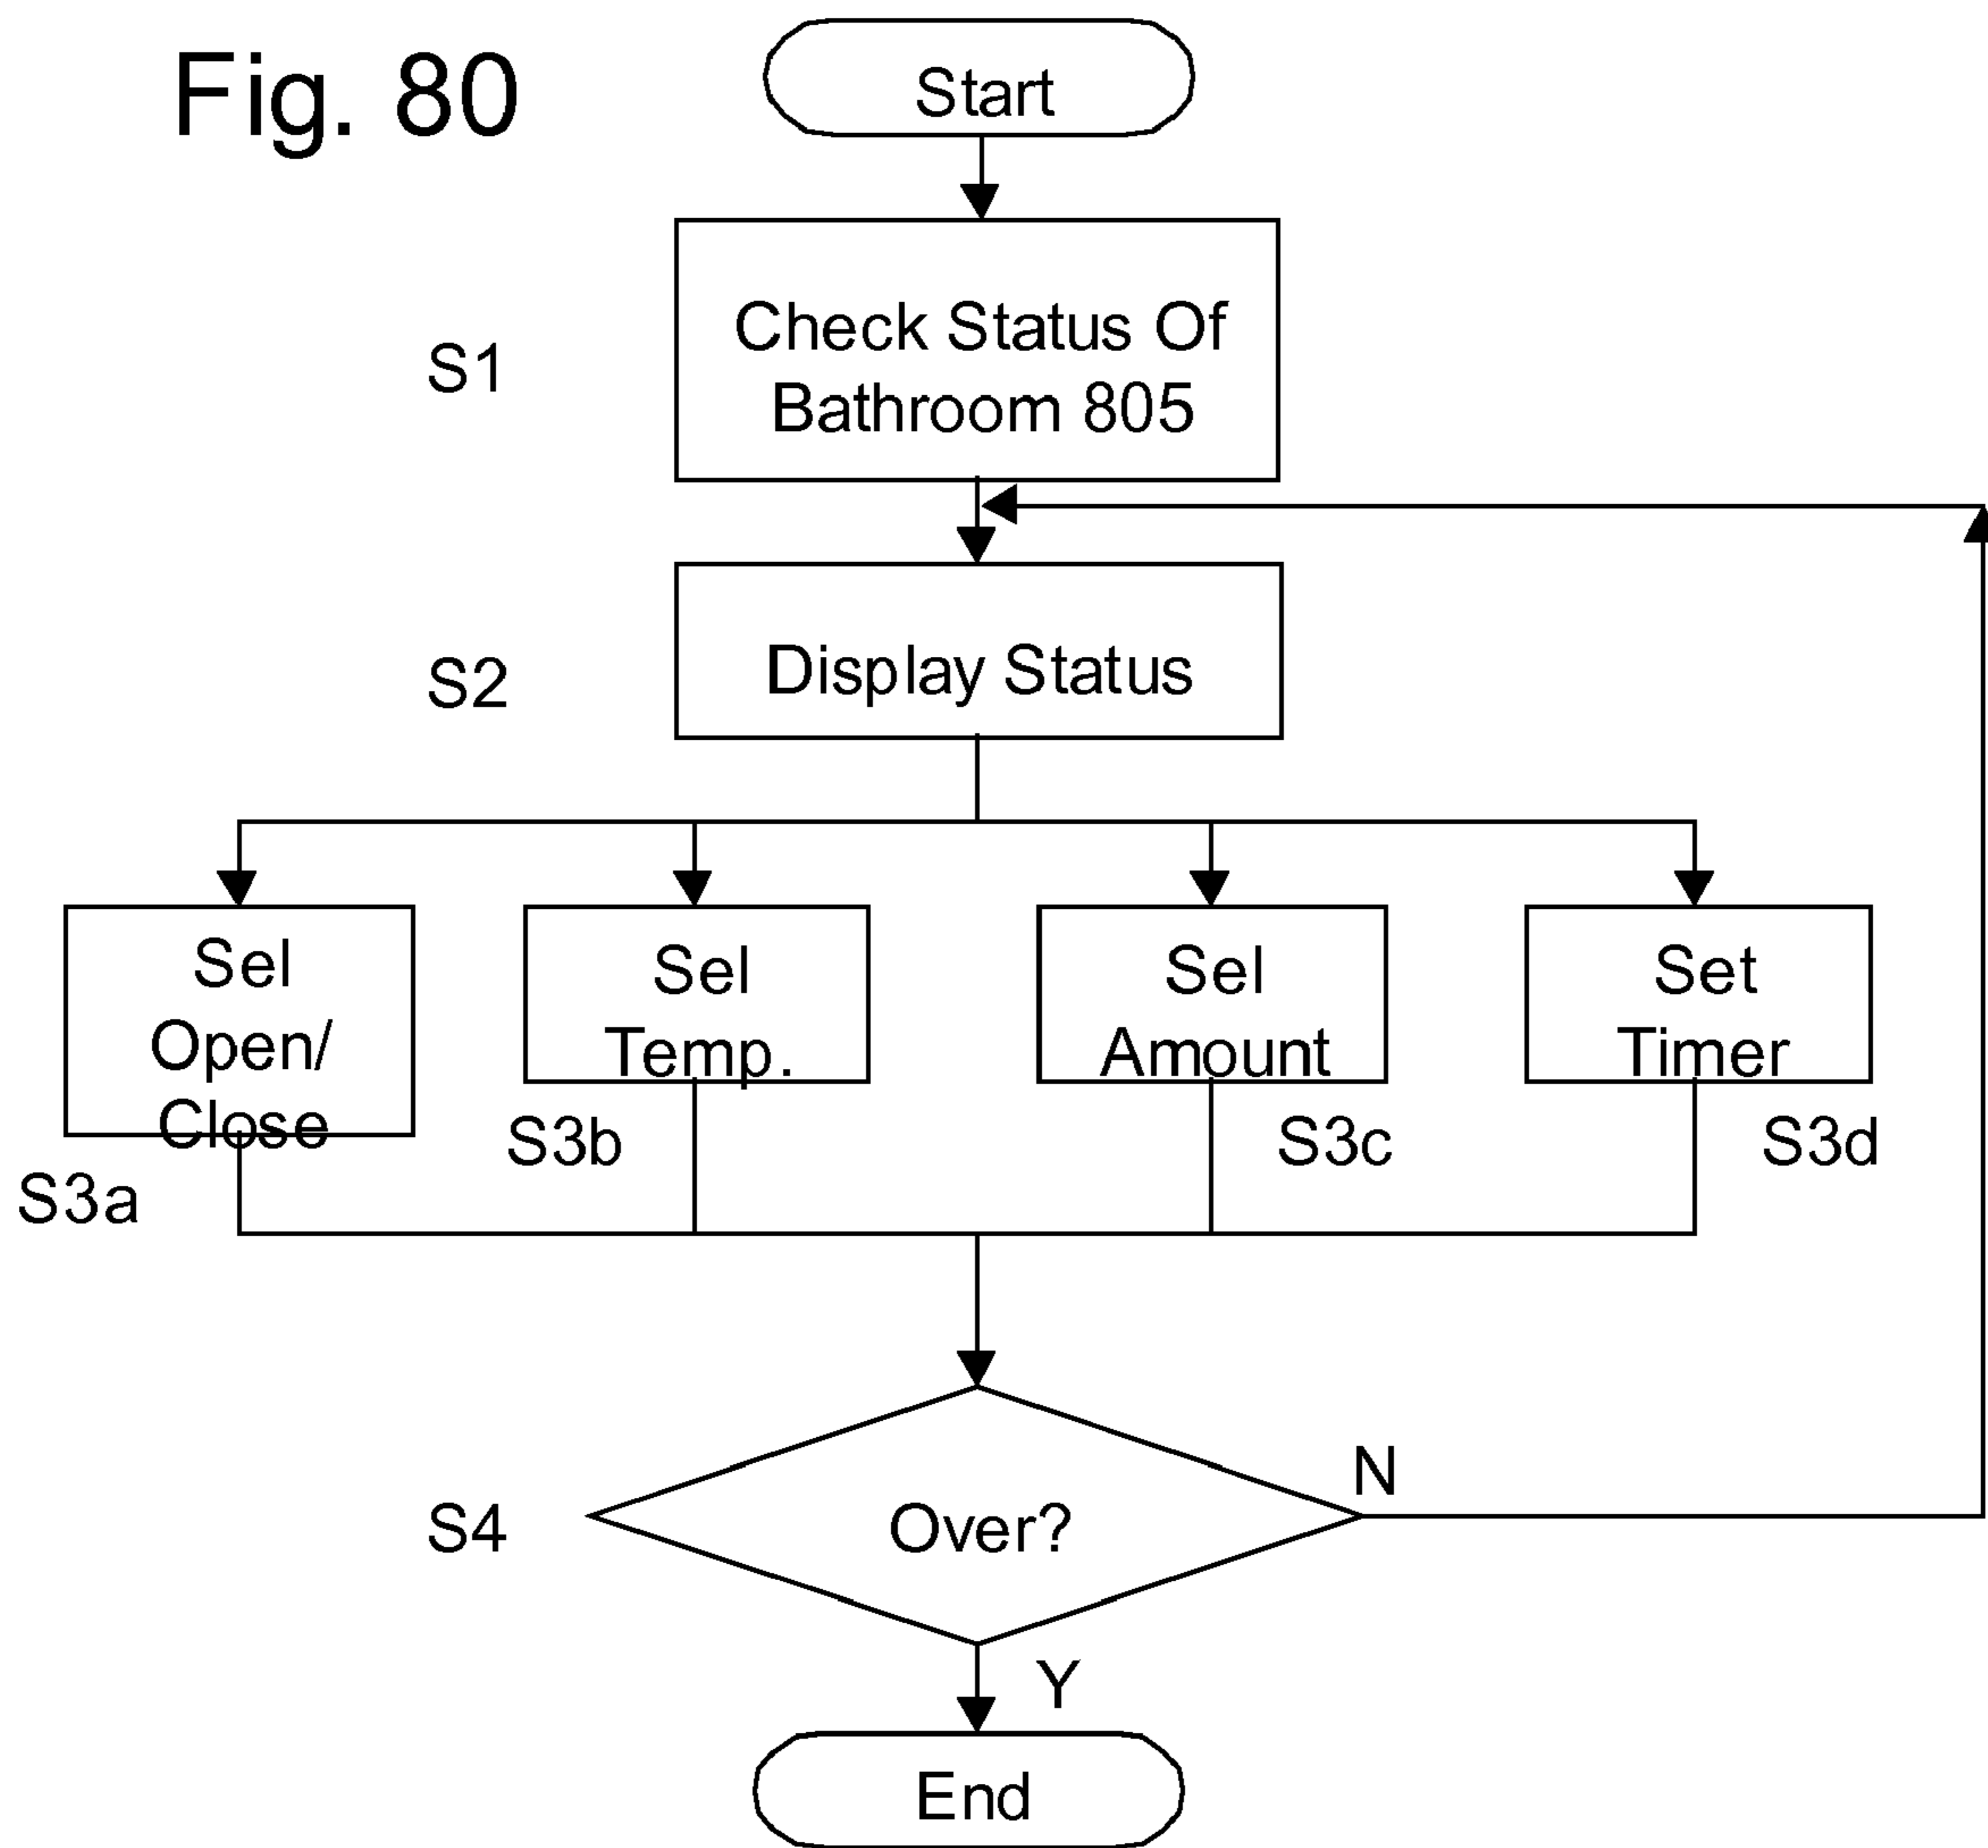 Fig. 80
Start
S1
Check Status Of
Bathroom 805
S2
Display Status
Sel
Open/
Close
S3a
Sel
Temp.
S3b
Sel
Amount
S3c
Set
Timer
S3d
S4
Over?
N
Y
End